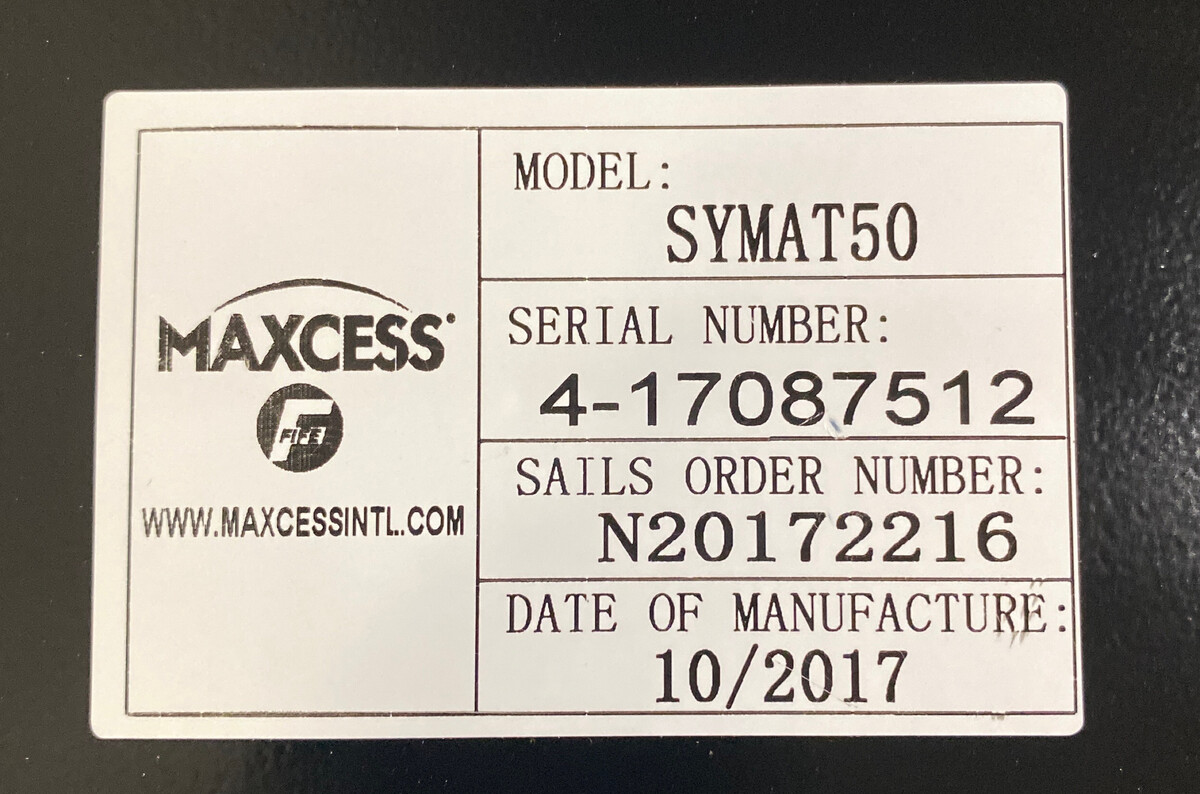 MAXCESS®
FIFE
WWW.MAXCESSINTL.COM
MODEL:
SYMAT50
SERIAL NUMBER:
4-17087512
SAILS ORDER NUMBER:
N20172216
DATE OF MANUFACTURE:
10/2017